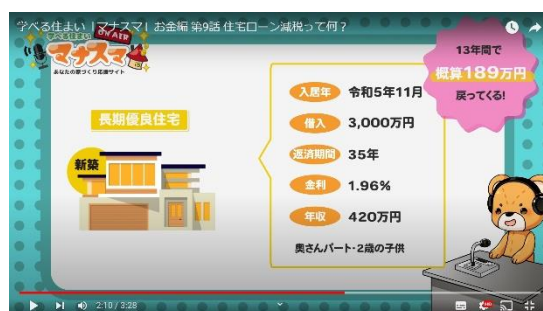 学べる住まい！マナスマ！お金編 第9話 住宅ローン減税って何？
学べる住まい
ON AIR
マナスマ
あなたの家づくり応援サイト
13年間で
概算189万円
戻ってくる!
長期優良住宅
新築
入居年 令和5年11月
借入 3,000万円
返済期間 35年
金利 1.96%
年収 420万円
奥さんパート・2歳の子供
2:10 / 3:28